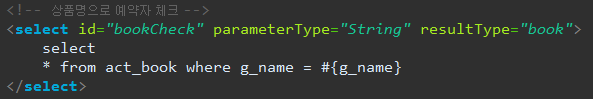 <!-- 상품명으로 예약자 체크 -->
<select id="bookCheck" parameterType="String" resultType="book">
select
* from act_book where g_name = #{g_name}
</select>